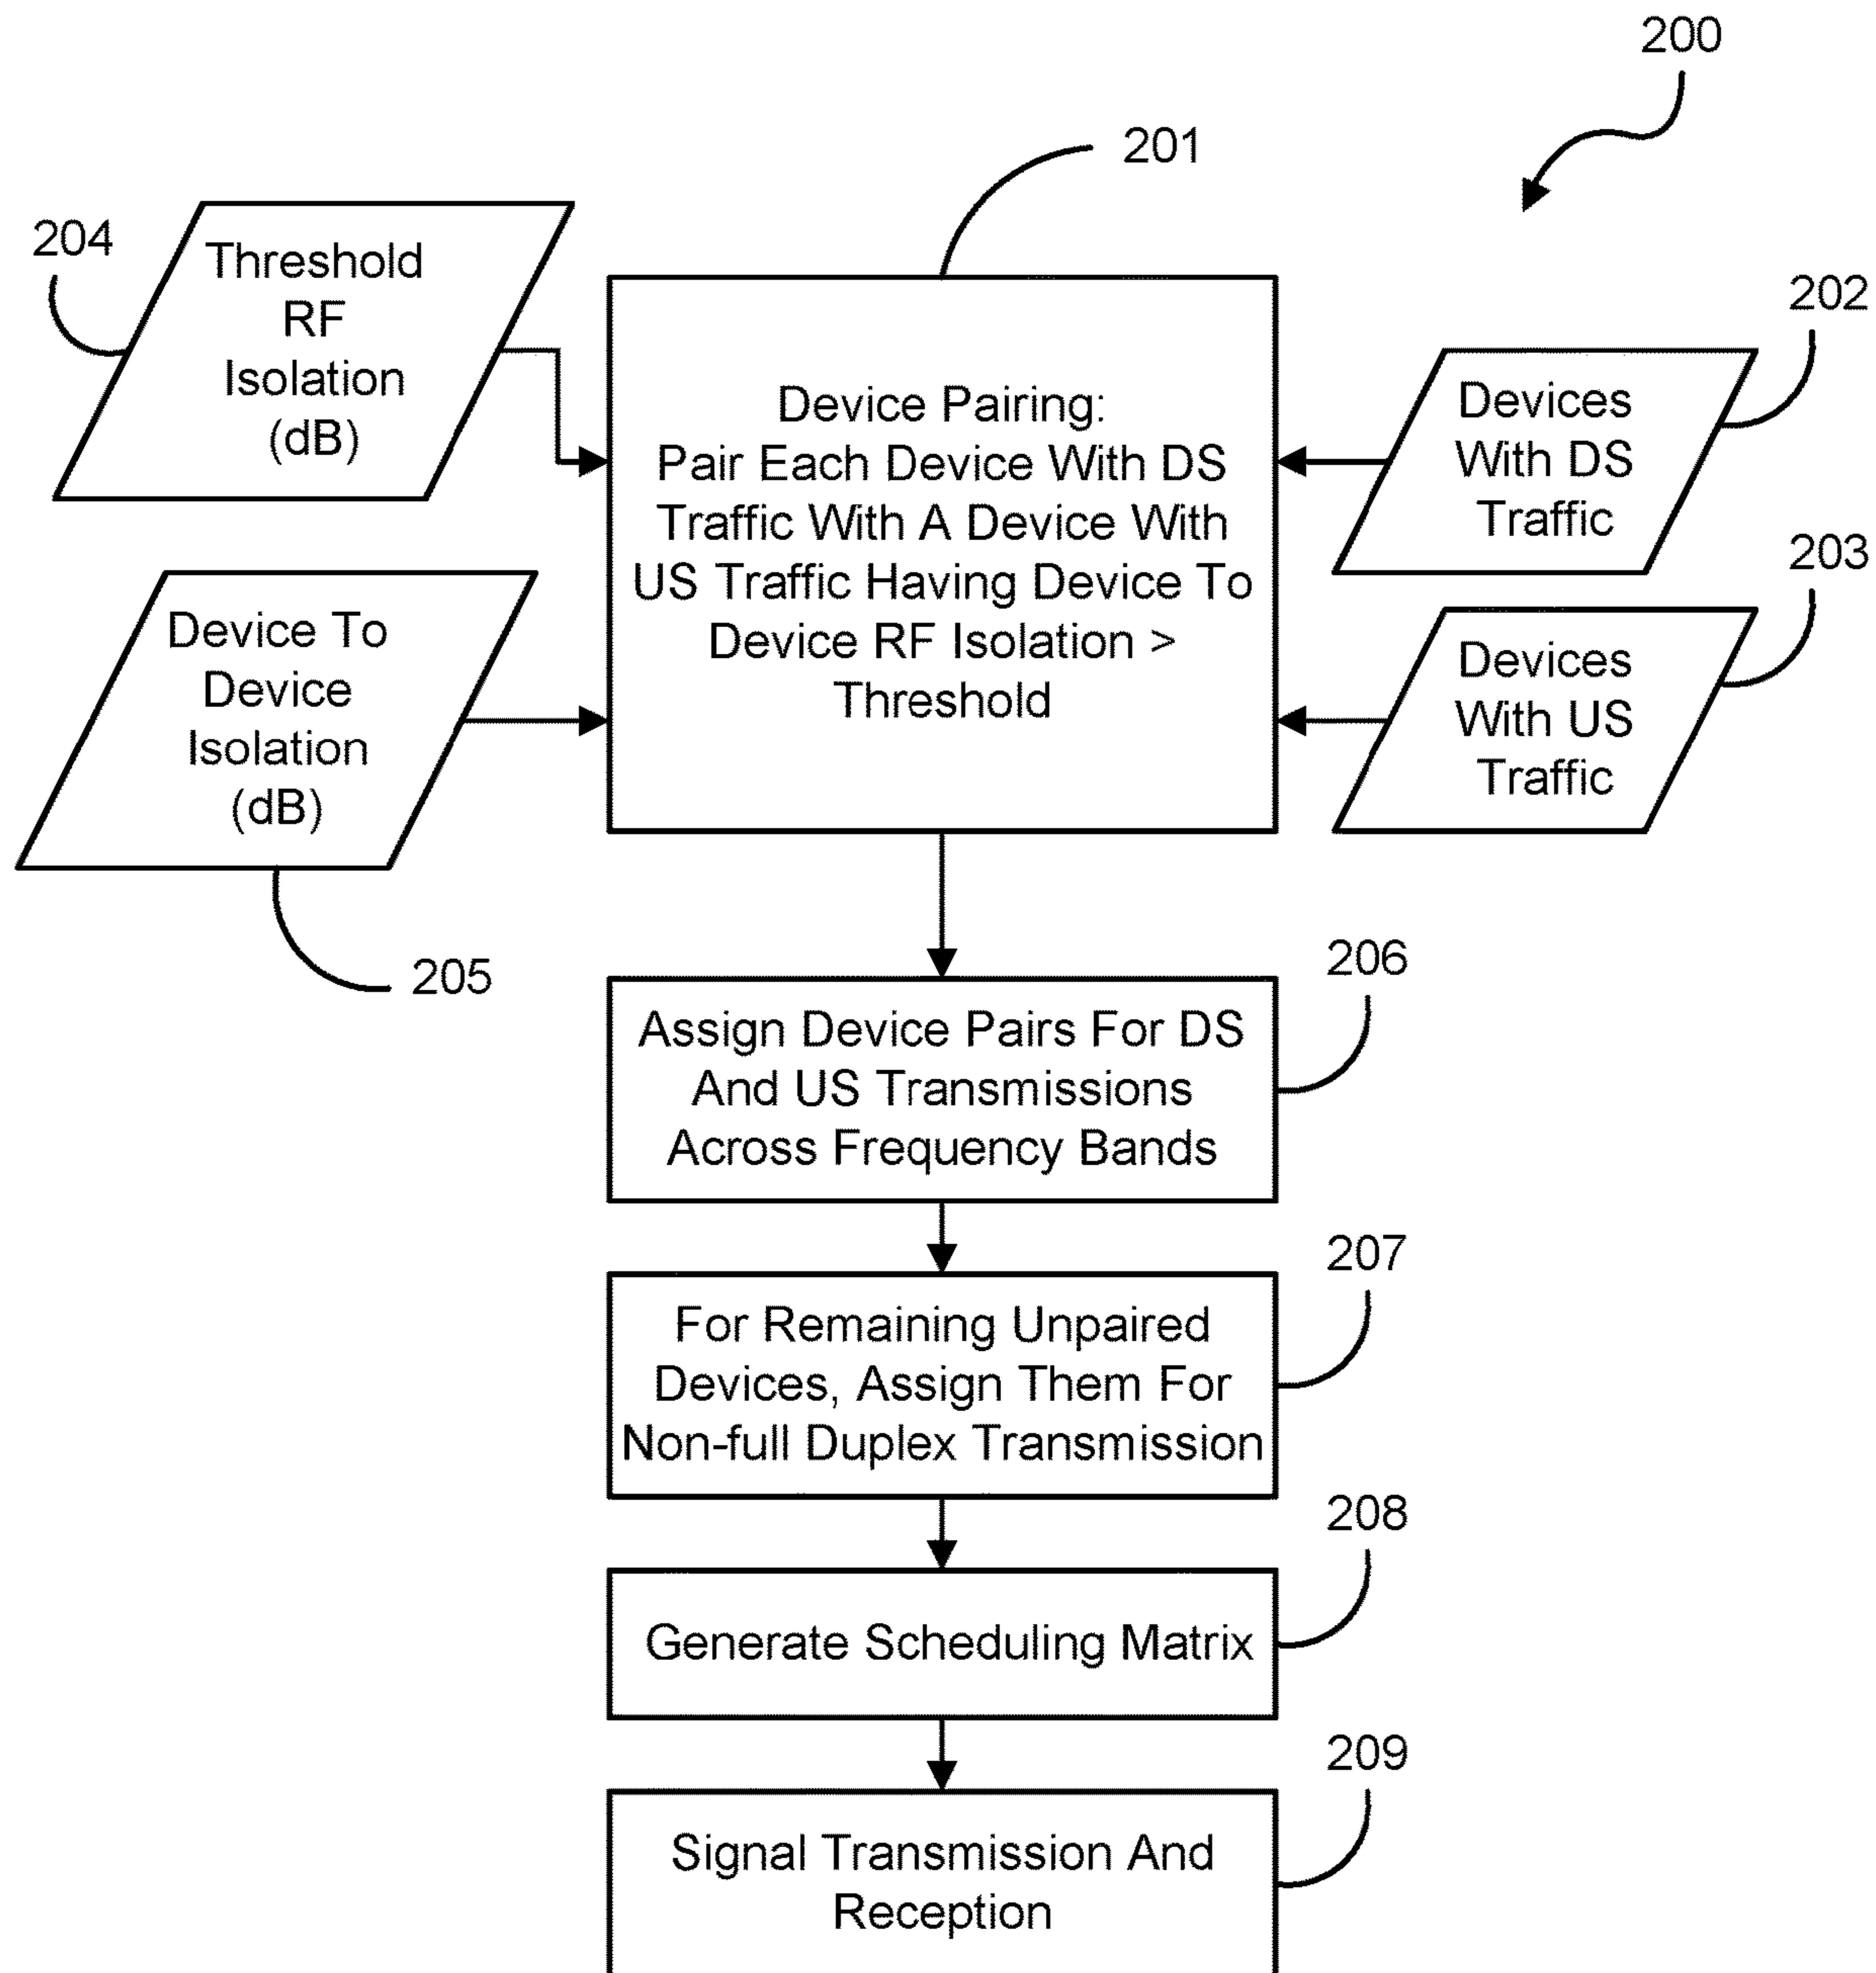 200
201
204
Threshold
RF
Isolation
(dB)
202
Devices
With DS
Traffic
Device Pairing:
Pair Each Device With DS
Traffic With A Device With
US Traffic Having Device To
Device RF Isolation >
Threshold
203
Devices
With US
Traffic
Device To
Device
Isolation
(dB)
205
206
Assign Device Pairs For DS
And US Transmissions
Across Frequency Bands
207
For Remaining Unpaired
Devices, Assign Them For
Non-full Duplex Transmission
208
Generate Scheduling Matrix
209
Signal Transmission And
Reception